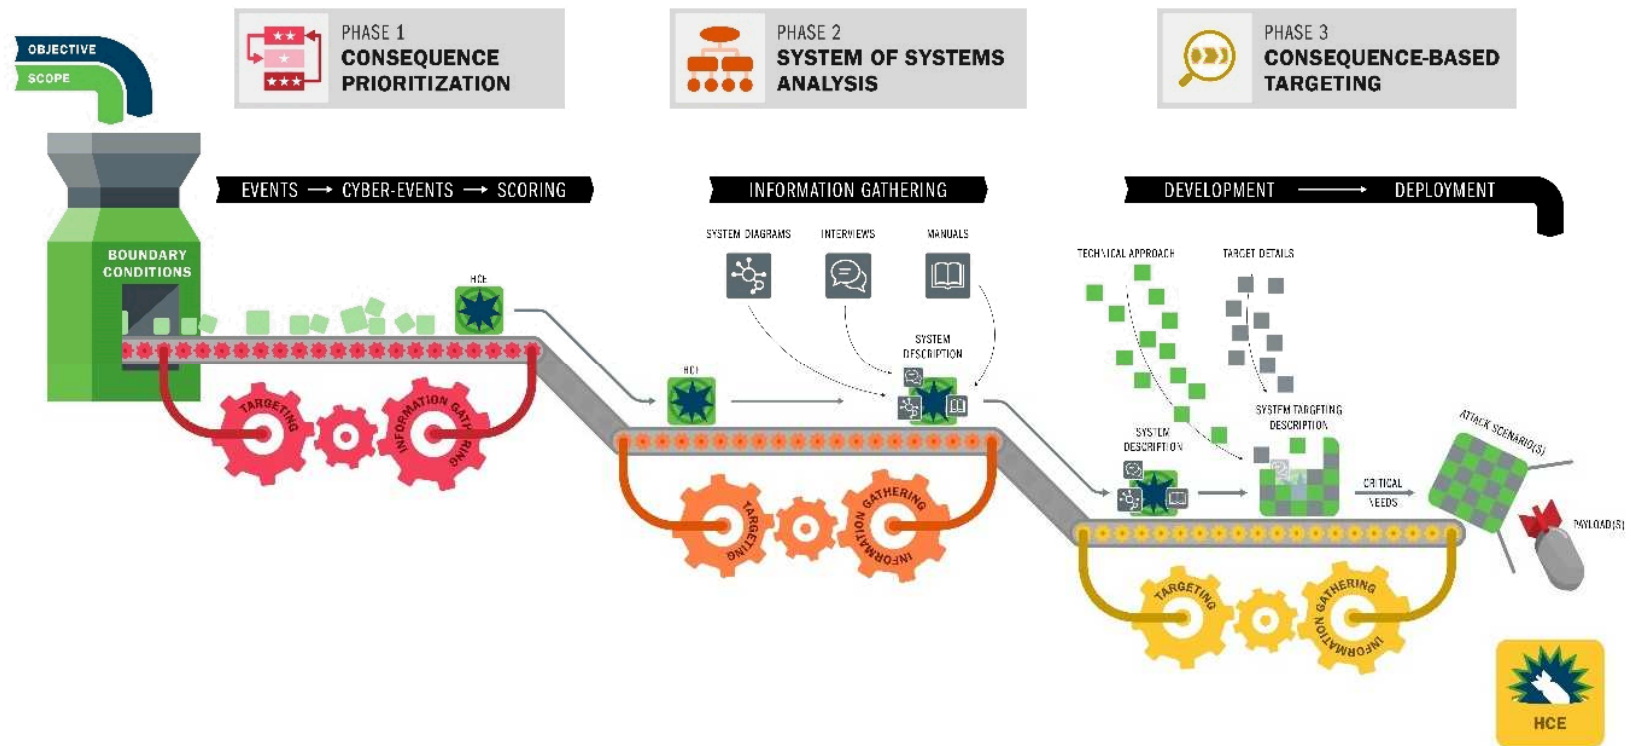 OBJECTIVE
SCOPE
PHASE 1
CONSEQUENCE
PRIORITIZATION
PHASE 2
SYSTEM OF SYSTEMS
ANALYSIS
PHASE 3
CONSEQUENCE-BASED
TARGETING
EVENTS → CYBER-EVENTS → SCORING
INFORMATION GATHERING
DEVELOPMENT → DEPLOYMENT
BOUNDARY
CONDITIONS
HCE
TARGETING
INFORMATION GATHERING
SYSTEM DIAGRAMS
INTERVIEWS
MANUALS
HCE
SYSTEM
DESCRIPTION
TARGETING
INFORMATION GATHERING
TECHNICAL APPROACH
TARGET DETAILS
SYSTEM
DESCRIPTION
SYSTEM TARGETING
DESCRIPTION
CRITICAL
NEEDS
ATTACK SCENARIO(S)
PAYLOAD(S)
TARGETING
INFORMATION GATHERING
HCE